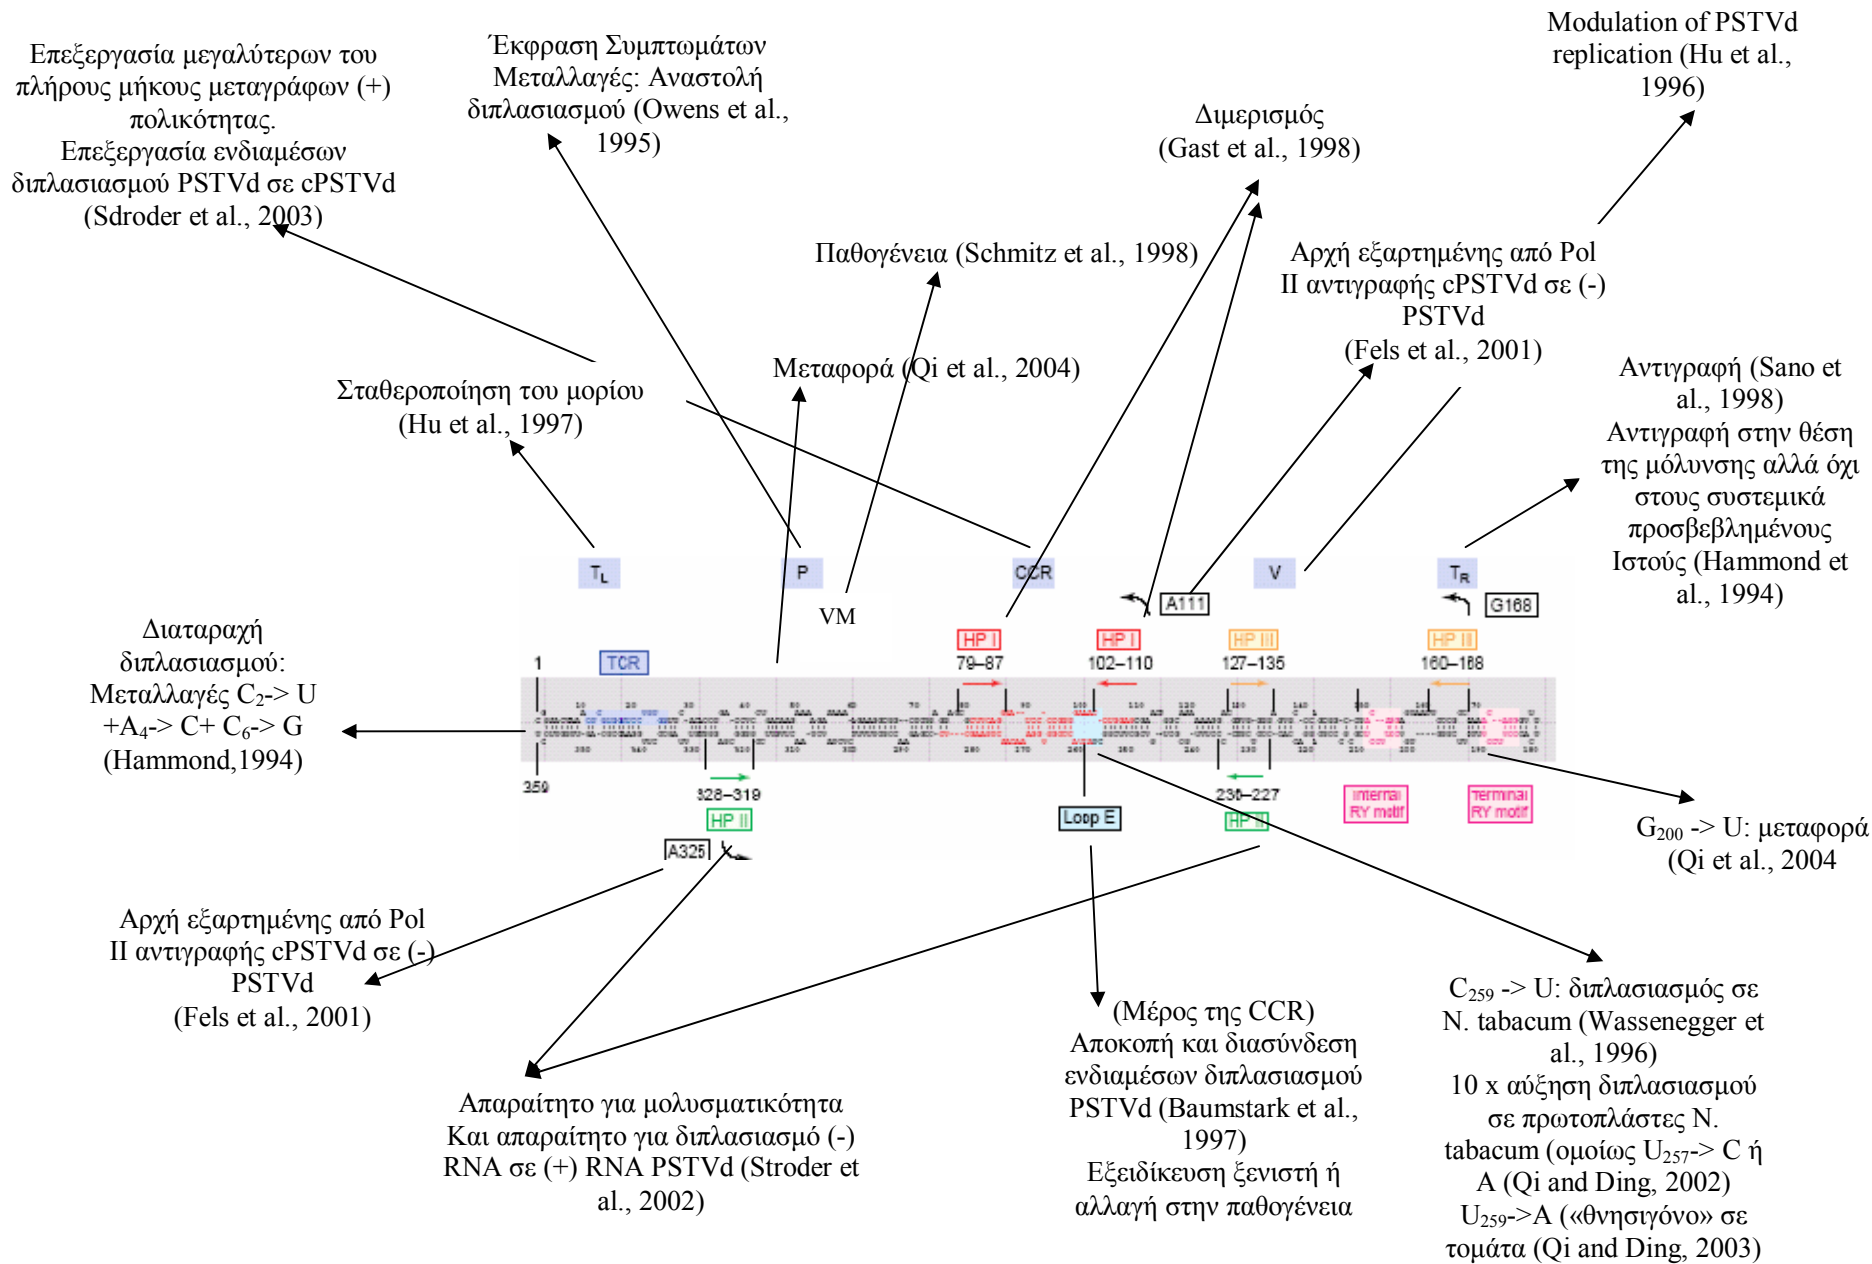 Επεξεργασία μεγαλύτερων του
πλήρους μήκους μεταγράφων (+)
πολικότητας.
Επεξεργασία ενδιαμέσων
διπλασιασμού PSTVd σε cPSTVd
(Sdroder et al., 2003)
Έκφραση Συμπτωμάτων
Μεταλλαγές: Αναστολή
διπλασιασμού (Owens et al.,
1995)
Διμερισμός
(Gast et al., 1998)
Modulation of PSTVd
replication (Hu et al.,
1996)
Παθογένεια (Schmitz et al., 1998)
Αρχή εξαρτημένης από Pol
II αντιγραφής cPSTVd σε (-)
PSTVd
(Fels et al., 2001)
Μεταφορά (Qi et al., 2004)
Σταθεροποίηση του μορίου
(Hu et al., 1997)
Αντιγραφή (Sano et
al., 1998)
Αντιγραφή στην θέση
της μόλυνσης αλλά όχι
στους συστεμικά
προσβεβλημένους
Ιστούς (Hammond et
al., 1994)
TL
P
CCR
V
TR
VM
A111
G168
Διαταραχή
διπλασιασμού:
Μεταλλαγές C2-> U
+A4-> C+ C6-> G
(Hammond,1994)
1
TCR
HP I
79–87
HP I
102–110
HP III
127–135
HP III
160–168
359
328–319
HP II
A325
Loop E
236–227
HP II
Internal
RY motif
Terminal
RY motif
G200 -> U: μεταφορά
(Qi et al., 2004
Αρχή εξαρτημένης από Pol
II αντιγραφής cPSTVd σε (-)
PSTVd
(Fels et al., 2001)
Απαραίτητο για μολυσματικότητα
Και απαραίτητο για διπλασιασμό (-)
RNA σε (+) RNA PSTVd (Stroder et
al., 2002)
(Μέρος της CCR)
Αποκοπή και διασύνδεση
ενδιαμέσων διπλασιασμού
PSTVd (Baumstark et al.,
1997)
Εξειδίκευση ξενιστή ή
αλλαγή στην παθογένεια
C259 -> U: διπλασιασμός σε
N. tabacum (Wassenegger et
al., 1996)
10 x αύξηση διπλασιασμού
σε πρωτοπλάστες N.
tabacum (ομοίως U257-> C ή
A (Qi and Ding, 2002)
U259->A («θνησιγόνο» σε
τομάτα (Qi and Ding, 2003)